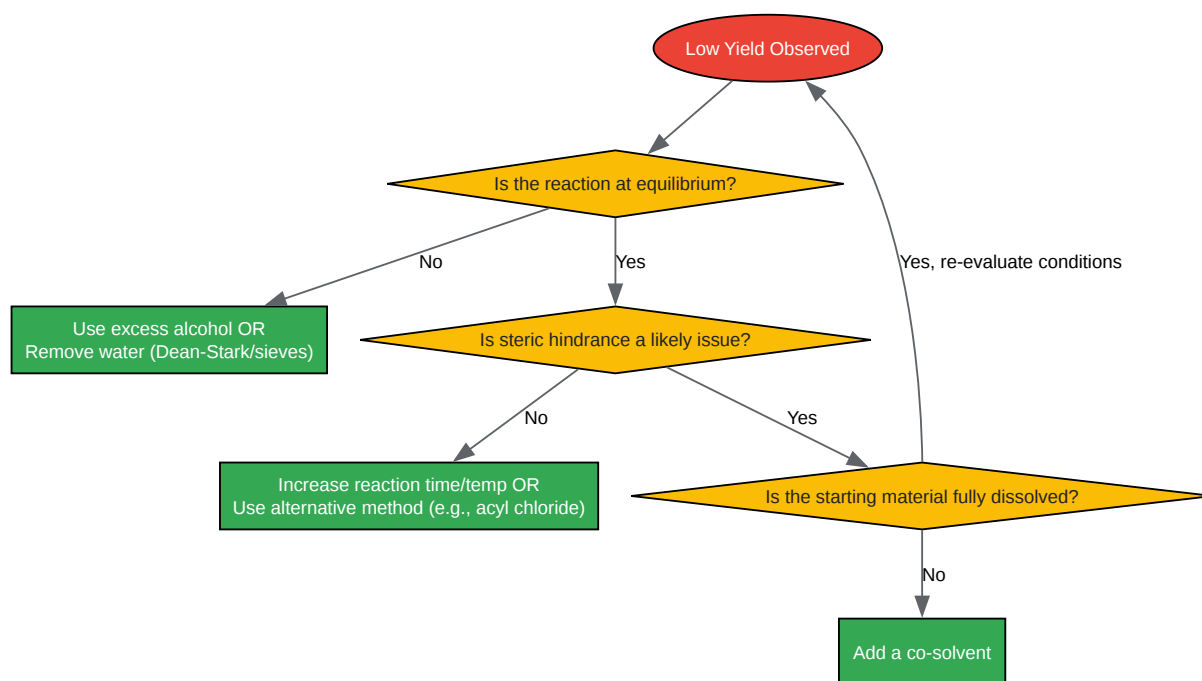 Low Yield Observed
Is the reaction at equilibrium?
No
Yes
Yes, re-evaluate conditions
Use excess alcohol OR
Remove water (Dean-Stark/sieves)
Is steric hindrance a likely issue?
No
Yes
Increase reaction time/temp OR
Use alternative method (e.g., acyl chloride)
Is the starting material fully dissolved?
No
Add a co-solvent